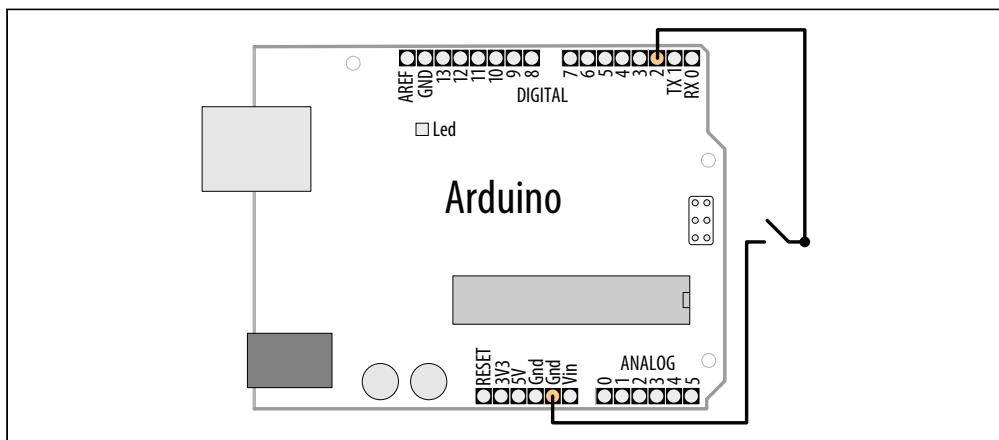 AREF
GND
13
12
11
10
9
8
7
6
5
4
3
2
TX 1
RX 0
DIGITAL
Led
Arduino
ANALOG
RESET
3V3
5V
Gnd
Gnd
Vin
0
1
2
3
4
5